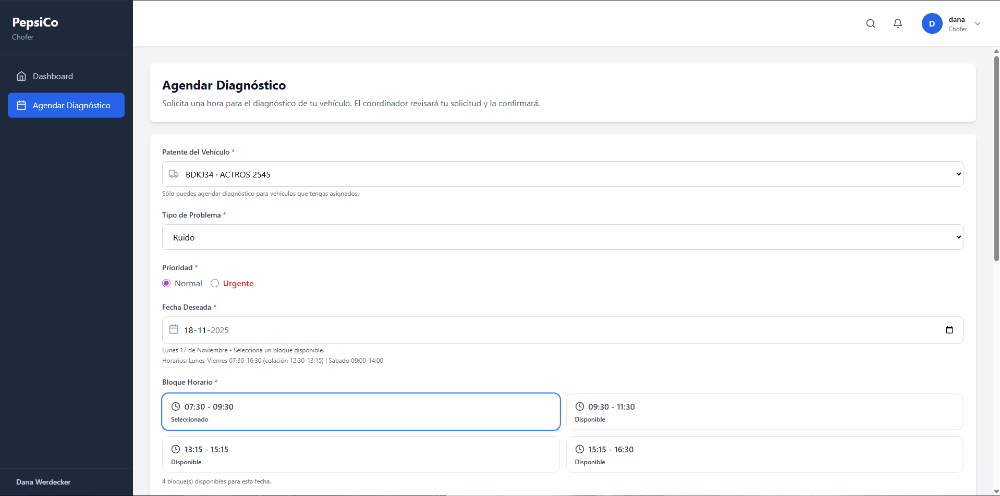 PepsiCo
Chofer
Dashboard
Agendar Diagnóstico
Dana Werdecker
D
dana
Chofer
Agendar Diagnóstico
Solicita una hora para el diagnóstico de tu vehículo. El coordinador revisará tu solicitud y la confirmará.
Patente del Vehículo *
BDKJ34 · ACTROS 2545
Sólo puedes agendar diagnóstico para vehículos que tengas asignados.
Tipo de Problema *
Ruido
Prioridad *
Normal Urgente
Fecha Deseada *
18-11-2025
Lunes 17 de Noviembre - Selecciona un bloque disponible.
Horarios: Lunes-Viernes 07:30-16:30 (colación 12:30-13:15) | Sábado 09:00-14:00
Bloque Horario *
07:30 - 09:30
Seleccionado
09:30 - 11:30
Disponible
13:15 - 15:15
Disponible
15:15 - 16:30
Disponible
4 bloque(s) disponibles para esta fecha.